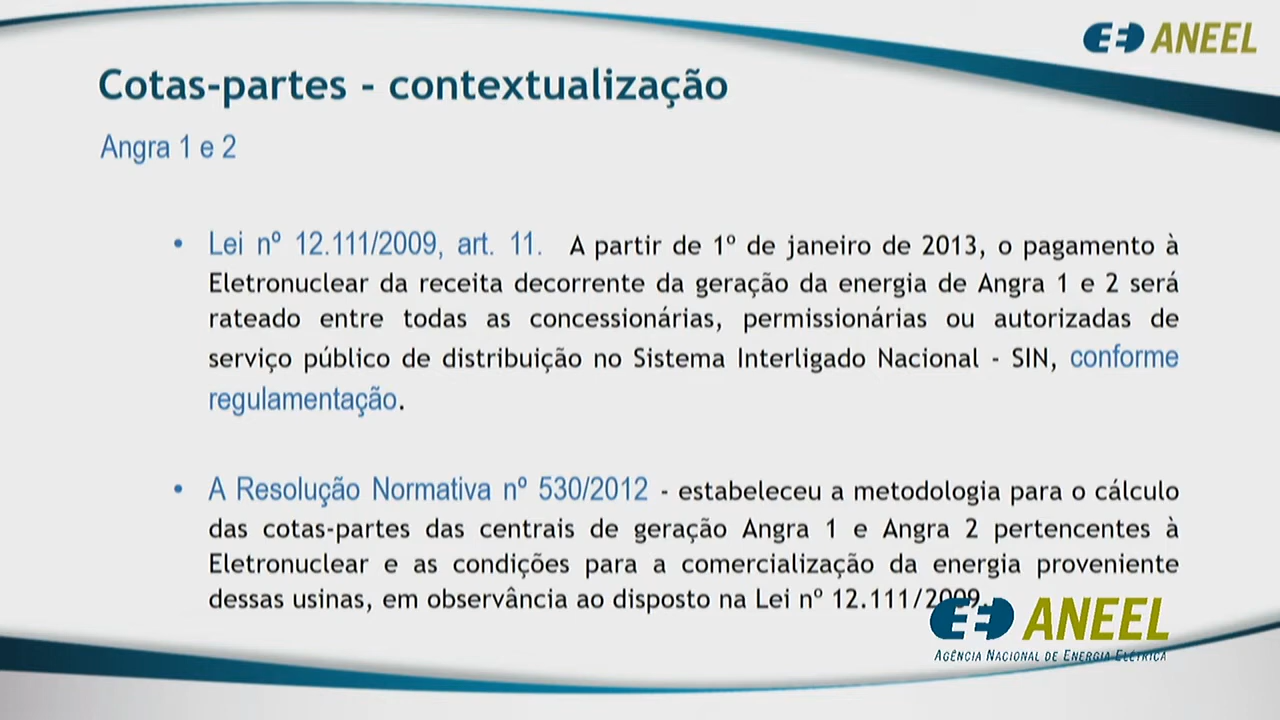 ANEEL
Cotas-partes - contextualização
Angra 1 e 2
• Lei nº 12.111/2009, art. 11. A partir de 1º de janeiro de 2013, o pagamento à
Eletronuclear da receita decorrente da geração da energia de Angra 1 e 2 será
rateado entre todas as concessionárias, permissionárias ou autorizadas de
serviço público de distribuição no Sistema Interligado Nacional - SIN, conforme
regulamentação.
• A Resolução Normativa nº 530/2012 - estabeleceu a metodologia para o cálculo
das cotas-partes das centrais de geração Angra 1 e Angra 2 pertencentes à
Eletronuclear e as condições para a comercialização da energia proveniente
dessas usinas, em observância ao disposto na Lei nº 12.111/2009.
ANEEL
AGÊNCIA NACIONAL DE ENERGIA ELÉTRICA